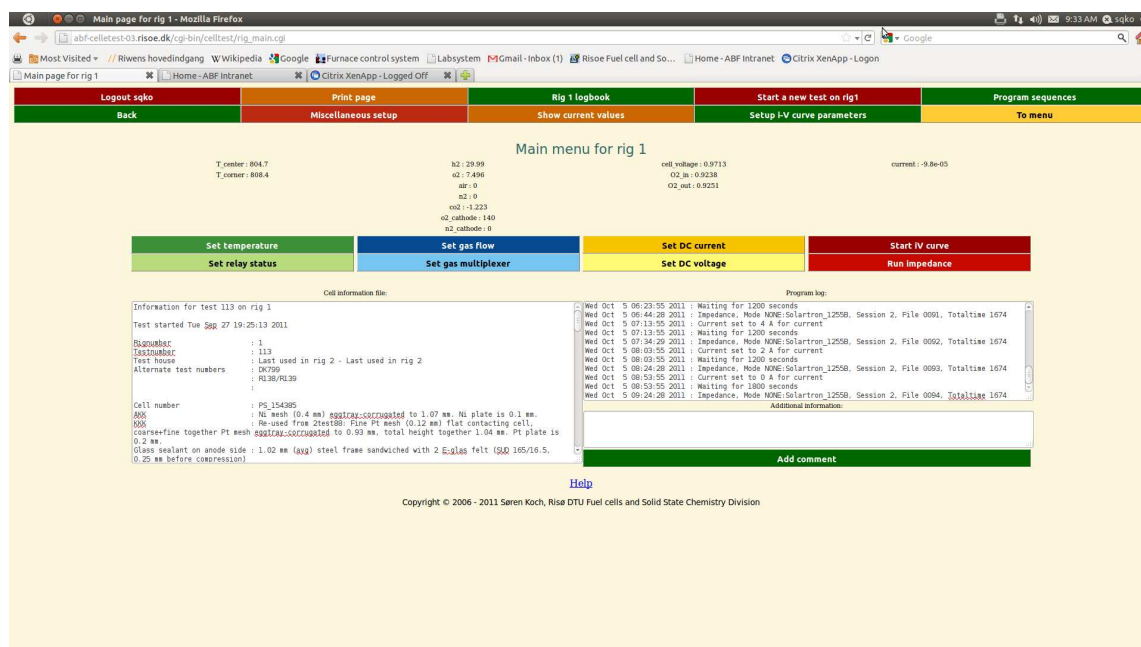 Main page for rig 1 - Mozilla Firefox
9:33 AM sqko
abf-celletest-03.risoe.dk/cgi-bin/celltest/rig_main.cgi
Google
Most Visited Riwens hovedindgang Wikipedia Google Furnace control system Labsystem Gmail - Inbox (1) Risoe Fuel cell and So... Home - ABF Intranet Citrix XenApp - Logon
Main page for rig 1 Home - ABF Intranet Citrix XenApp - Logged Off
Logout sqko Print page Rig 1 logbook Start a new test on rig1 Program sequences
Back Miscellaneous setup Show current values Setup i-V curve parameters To menu
Main menu for rig 1
T_center : 804.7 h2 : 29.99 cell_voltage : 0.9713 current : -9.8e-05
T_corner : 808.4 o2 : 7.496 O2_in : 0.9238
air : 0 O2_out : 0.9251
n2 : 0
co2 : -1.223
o2_cathode : 140
n2_cathode : 0
Set temperature Set gas flow Set DC current Start iV curve
Set relay status Set gas multiplexer Set DC voltage Run impedance
Cell information file:
Information for test 113 on rig 1
Test started Tue Sep 27 19:25:13 2011
Rignumber : 1
Testnumber : 113
Test house : Last used in rig 2 - Last used in rig 2
Alternate test numbers : DK799
: R138/R139
:
Cell number : PS_154385
AKK : Ni mesh (0.4 mm) eggtray-corrugated to 1.07 mm. Ni plate is 0.1 mm.
KKK : Re-used from 2test88: Fine Pt mesh (0.12 mm) flat contacting cell,
coarse+fine together Pt mesh eggtray-corrugated to 0.93 mm, total height together 1.04 mm. Pt plate is
0.2 mm.
Glass sealant on anode side : 1.02 mm (avg) steel frame sandwiched with 2 E-glas felt (SUD 165/16.5,
0.25 mm before compression)
Program log:
Wed Oct 5 06:23:55 2011 : Waiting for 1200 seconds
Wed Oct 5 06:44:28 2011 : Impedance, Mode NONE:Solartron_1255B, Session 2, File 0091, Totaltime 1674
Wed Oct 5 07:13:55 2011 : Current set to 4 A for current
Wed Oct 5 07:13:55 2011 : Waiting for 1200 seconds
Wed Oct 5 07:34:29 2011 : Impedance, Mode NONE:Solartron_1255B, Session 2, File 0092, Totaltime 1674
Wed Oct 5 08:03:55 2011 : Current set to 2 A for current
Wed Oct 5 08:03:55 2011 : Waiting for 1200 seconds
Wed Oct 5 08:24:28 2011 : Impedance, Mode NONE:Solartron_1255B, Session 2, File 0093, Totaltime 1674
Wed Oct 5 08:53:55 2011 : Current set to 0 A for current
Wed Oct 5 08:53:55 2011 : Waiting for 1800 seconds
Wed Oct 5 09:24:28 2011 : Impedance, Mode NONE:Solartron_1255B, Session 2, File 0094, Totaltime 1674
Additional information:
Add comment
Help
Copyright © 2006 - 2011 Søren Koch, Risø DTU Fuel cells and Solid State Chemistry Division